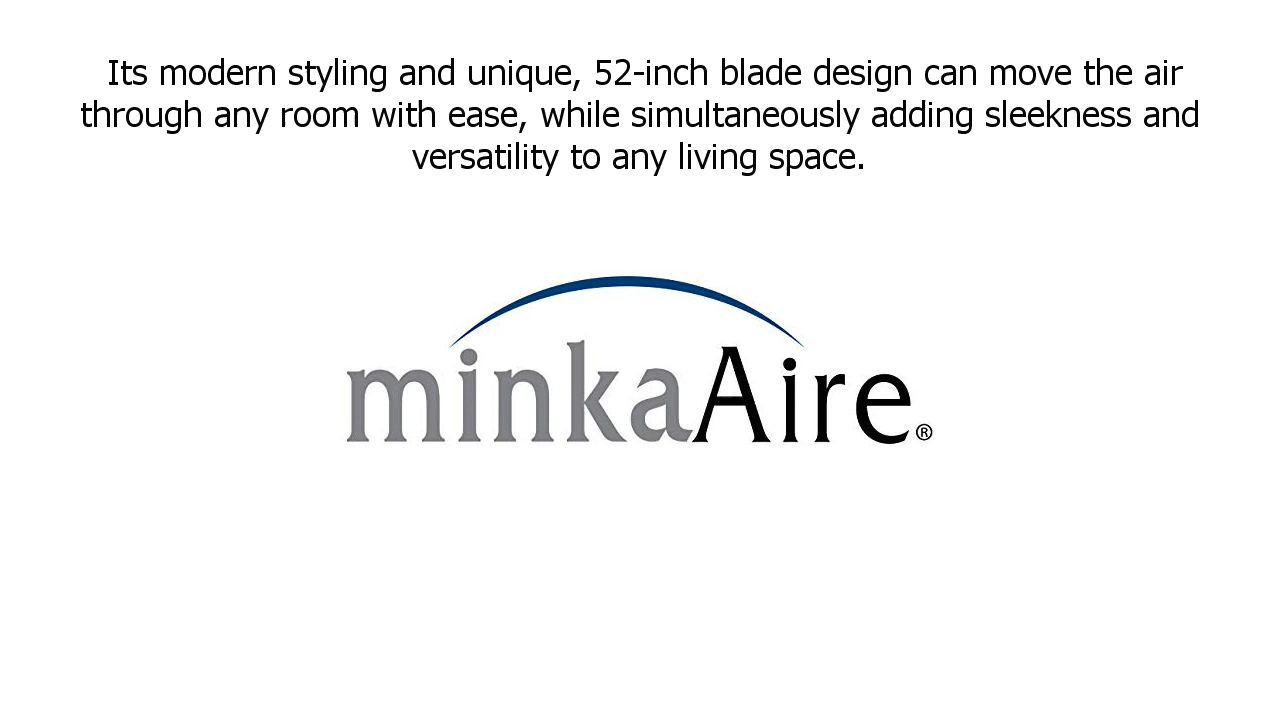 Its modern styling and unique, 52-inch blade design can move the air
through any room with ease, while simultaneously adding sleekness and
versatility to any living space.
minkaAire®